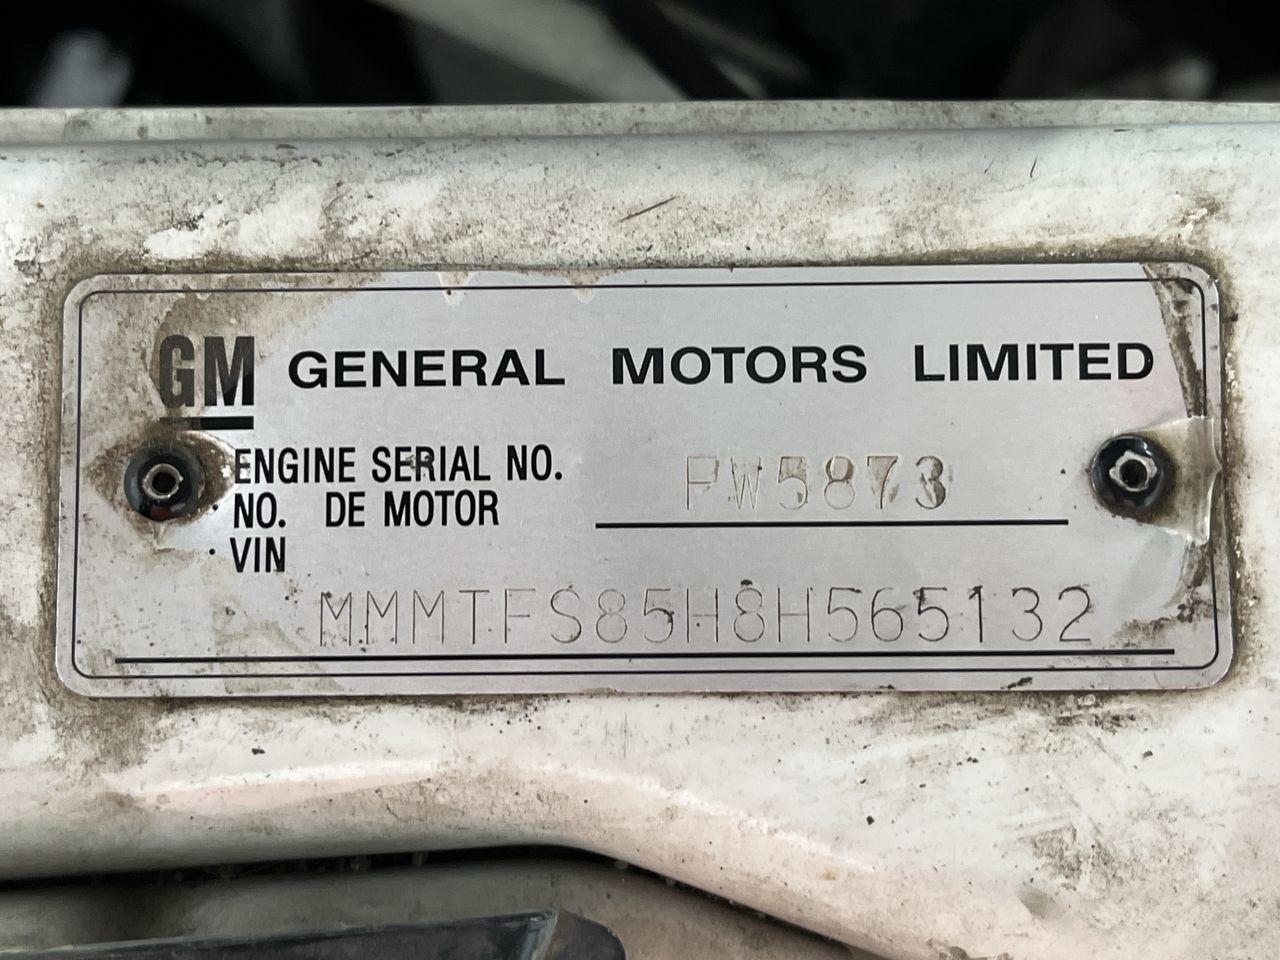 GM GENERAL MOTORS LIMITED
ENGINE SERIAL NO. PW5873
NO. DE MOTOR
VIN
MMMTFS85H8H565132